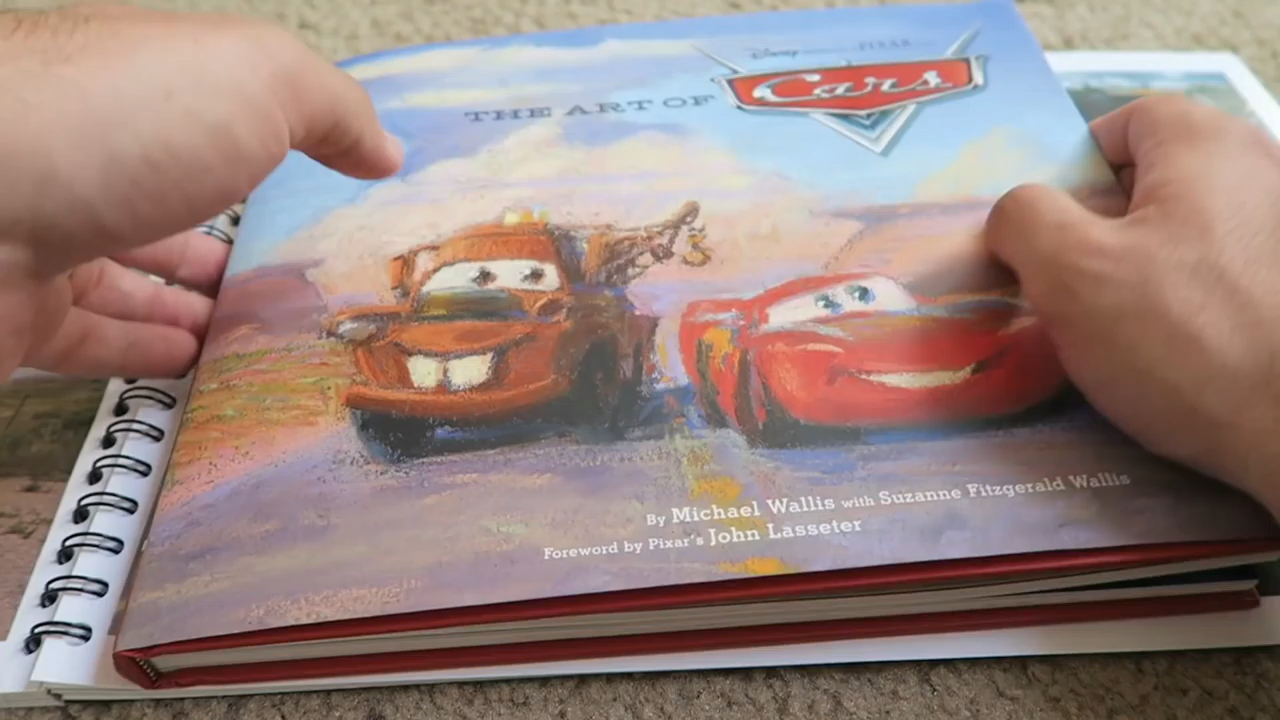 Disney PIXAR
THE ART OF Cars
By Michael Wallis with Suzanne Fitzgerald Wallis
Foreword by Pixar's John Lasseter